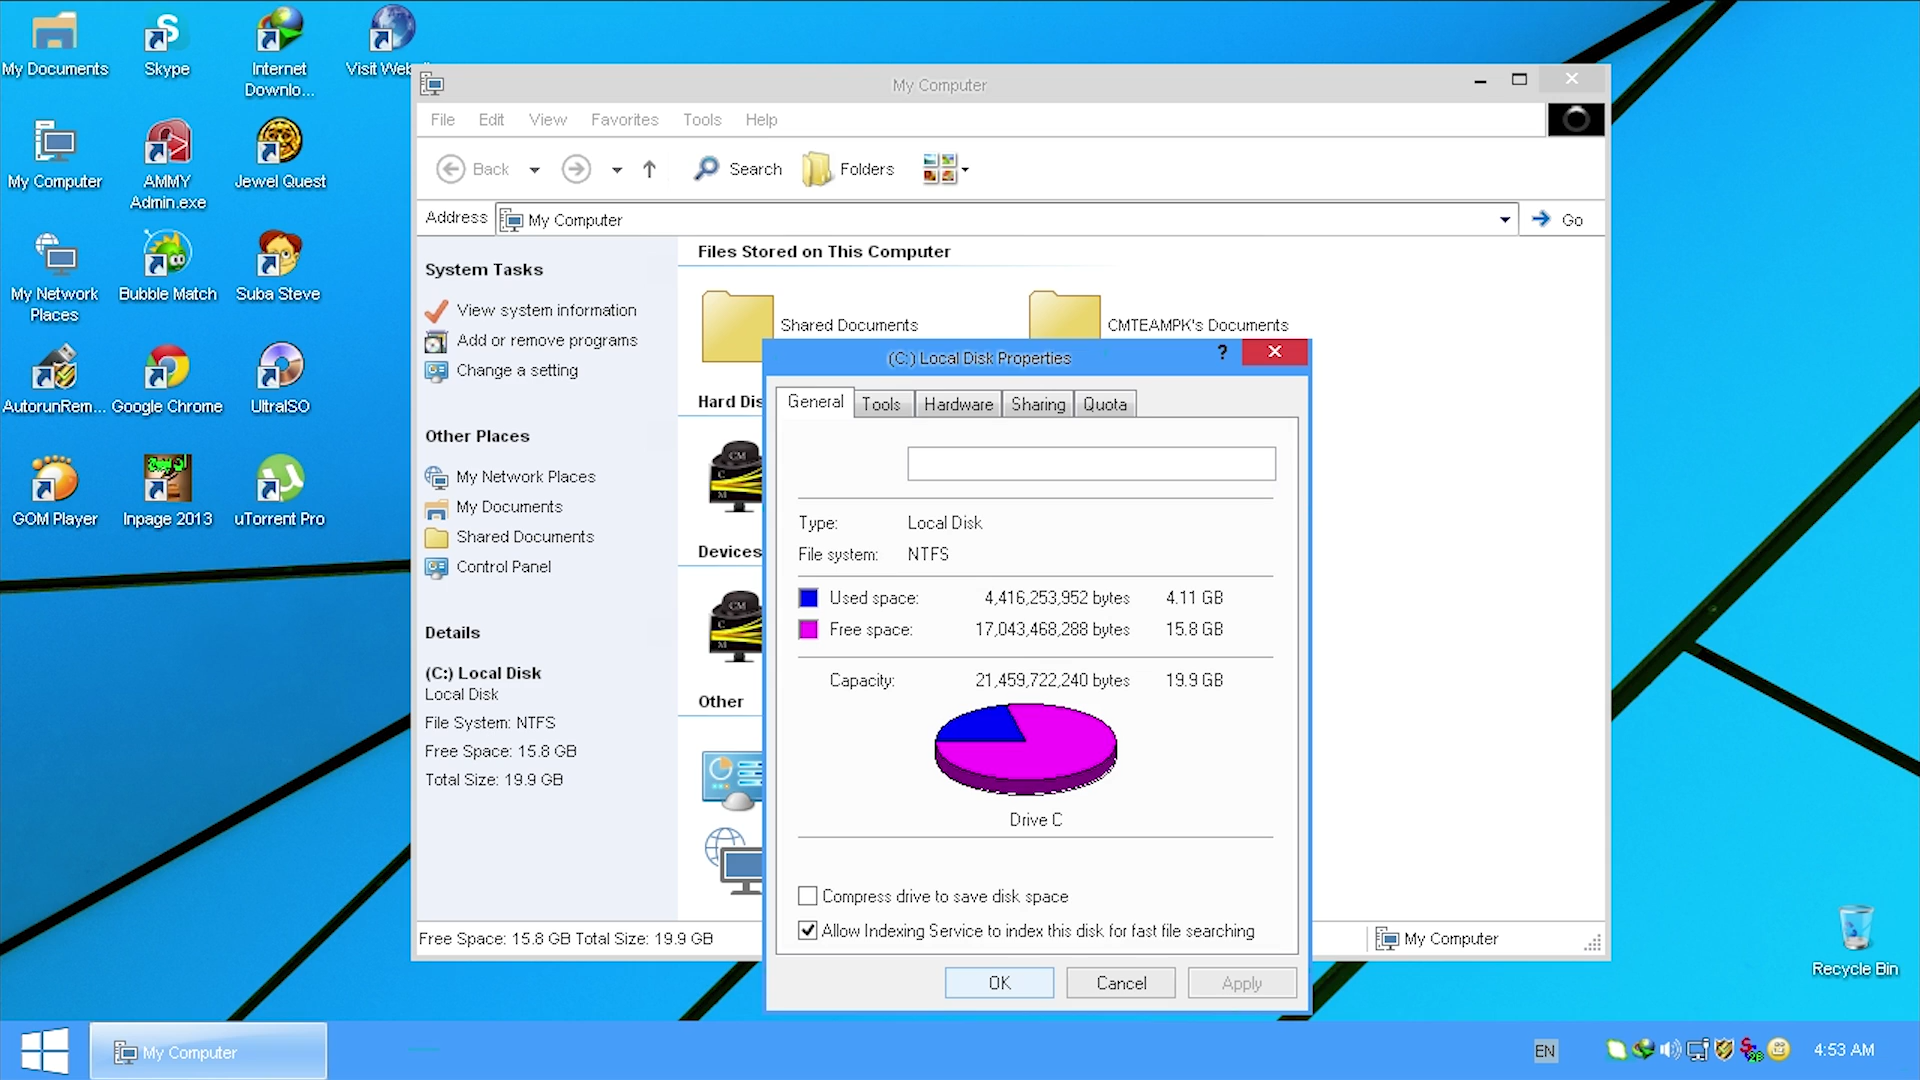 My Documents
Skype
Internet
Downlo...
My Computer
AMMY
Admin.exe
Jewel Quest
My Network
Places
Bubble Match
Suba Steve
AutorunRem...
Google Chrome
UltraISO
GOM Player
Inpage 2013
uTorrent Pro
Visit
My Computer
File Edit View Favorites Tools Help
Back
Search
Folders
Address
My Computer
Go
System Tasks
View system information
Add or remove programs
Change a setting
Other Places
My Network Places
My Documents
Shared Documents
Control Panel
Details
(C:) Local Disk
Local Disk
File System: NTFS
Free Space: 15.8 GB
Total Size: 19.9 GB
Files Stored on This Computer
Shared Documents
CMTEAMPK's Documents
Hard Dis
CM
C
M
Devices
CM
C
M
Other
(C:) Local Disk Properties
?
General Tools Hardware Sharing Quota
Type: Local Disk
File system: NTFS
Used space: 4,416,253,952 bytes 4.11 GB
Free space: 17,043,468,288 bytes 15.8 GB
Capacity: 21,459,722,240 bytes 19.9 GB
Drive C
Compress drive to save disk space
Allow Indexing Service to index this disk for fast file searching
OK Cancel Apply
Free Space: 15.8 GB Total Size: 19.9 GB
My Computer
Recycle Bin
My Computer
EN
4:53 AM